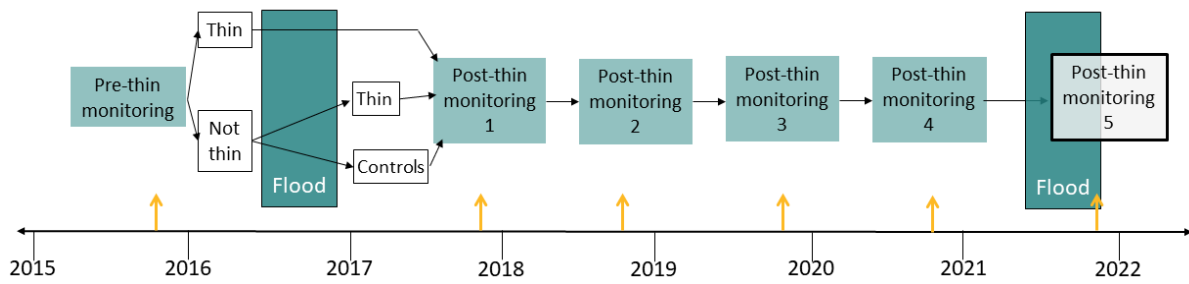 Thin
Pre-thin
monitoring
Not
thin
Flood
Thin
Controls
Post-thin
monitoring
1
Post-thin
monitoring
2
Post-thin
monitoring
3
Post-thin
monitoring
4
Post-thin
monitoring
5
Flood
2015
2016
2017
2018
2019
2020
2021
2022